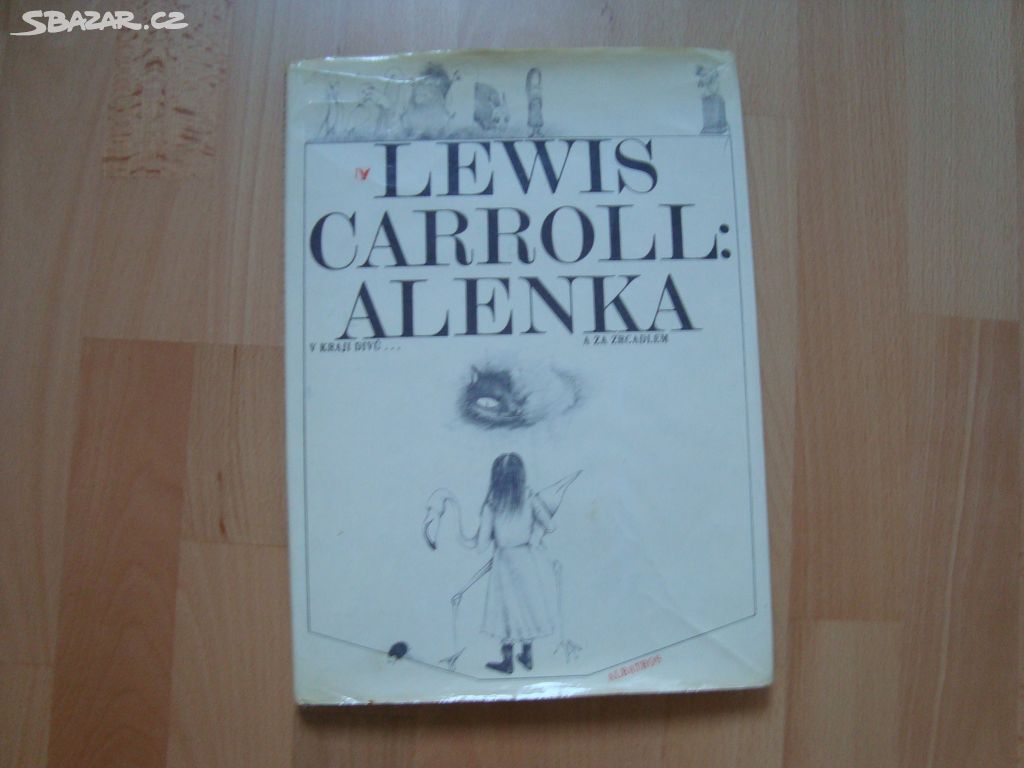 SBAZAR.CZ
LEWIS
CARROLL:
ALENKA
V KRAJI DIVŮ... A ZA ZRCADLEM
ALBATROS